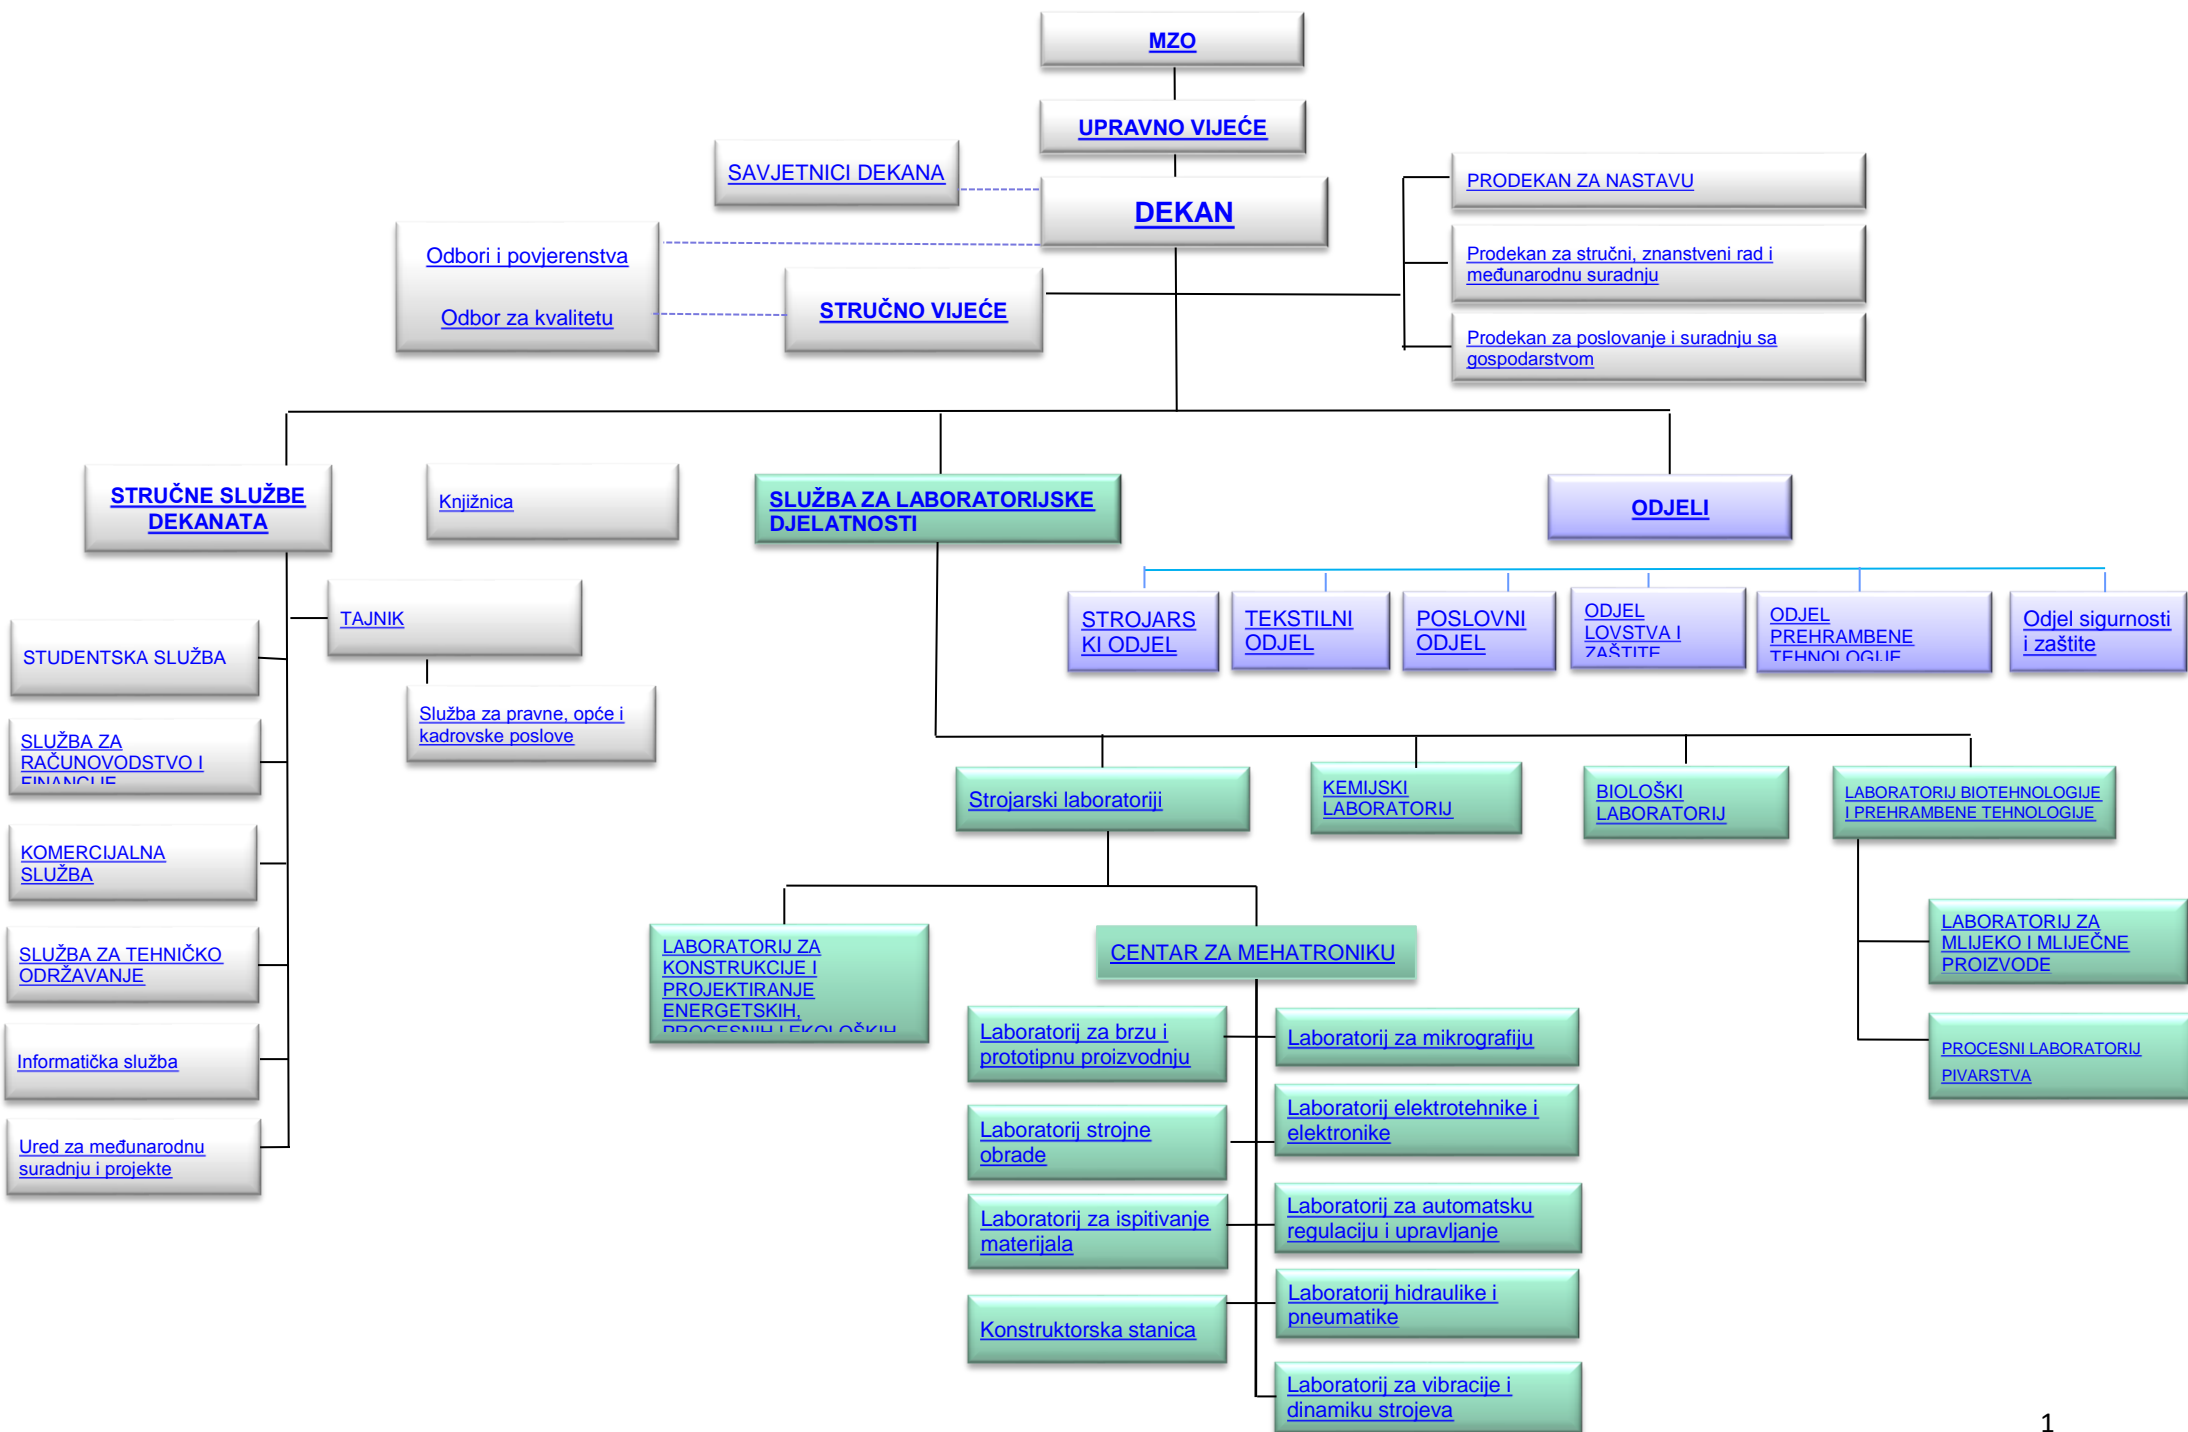 MZO
UPRAVNO VIJEĆE
SAVJETNICI DEKANA
DEKAN
PRODEKAN ZA NASTAVU
Odbori i povjerenstva
Prodekan za stručni, znanstveni rad i
međunarodnu suradnju
Odbor za kvalitetu
STRUČNO VIJEĆE
Prodekan za poslovanje i suradnju sa
gospodarstvom
STRUČNE SLUŽBE
DEKANATA
Knjižnica
SLUŽBA ZA LABORATORIJSKE
DJELATNOSTI
ODJELI
TAJNIK
STUDENTSKA SLUŽBA
Služba za pravne, opće i
kadrovske poslove
SLUŽBA ZA
RAČUNOVODSTVO I
FINANCIJE
KOMERCIJALNA
SLUŽBA
SLUŽBA ZA TEHNIČKO
ODRŽAVANJE
Informatička služba
Ured za međunarodnu
suradnju i projekte
STROJARS
KI ODJEL
TEKSTILNI
ODJEL
POSLOVNI
ODJEL
ODJEL
LOVSTVA I
ZAŠTITE
ODJEL
PREHRAMBENE
TEHNOLOGIJE
Odjel sigurnosti
i zaštite
Strojarski laboratoriji
KEMIJSKI
LABORATORIJ
BIOLOŠKI
LABORATORIJ
LABORATORIJ BIOTEHNOLOGIJE
I PREHRAMBENE TEHNOLOGIJE
LABORATORIJ ZA
KONSTRUKCIJE I
PROJEKTIRANJE
ENERGETSKIH,
PROCESNIH I EKOLOŠKIH
CENTAR ZA MEHATRONIKU
LABORATORIJ ZA
MLIJEKO I MLIJEČNE
PROIZVODE
PROCESNI LABORATORIJ
PIVARSTVA
Laboratorij za brzu i
prototipnu proizvodnju
Laboratorij za mikrografiju
Laboratorij strojne
obrade
Laboratorij elektrotehnike i
elektronike
Laboratorij za ispitivanje
materijala
Laboratorij za automatsku
regulaciju i upravljanje
Konstruktorska stanica
Laboratorij hidraulike i
pneumatike
Laboratorij za vibracije i
dinamiku strojeva
1